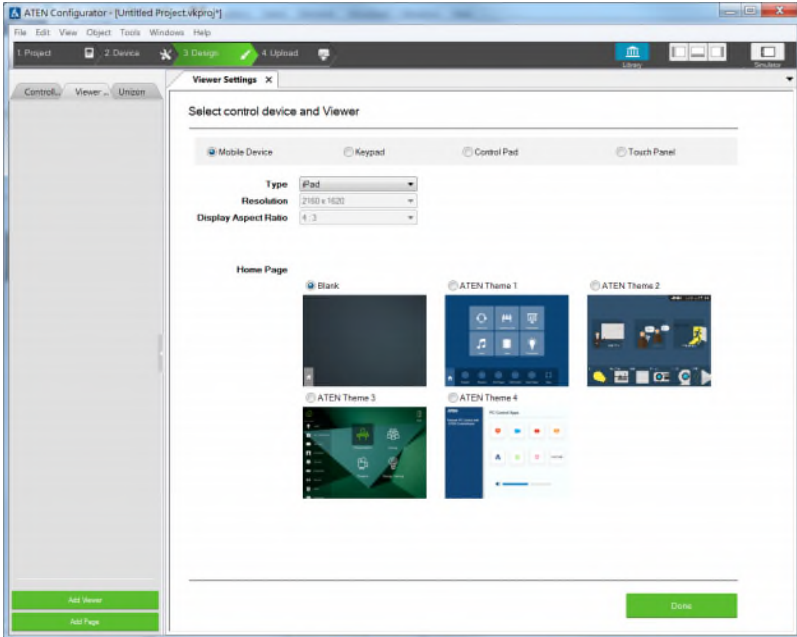 ATEN Configurator - [Untitled Project.vkproj*]
File Edit View Object Tools Windows Help
1. Project 2. Device 3. Design 4. Upload Library Simulator
Controll... Viewer ... Unizon
Viewer Settings X
Select control device and Viewer
Mobile Device Keypad Control Pad Touch Panel
Type iPad
Resolution 2160 x 1620
Display Aspect Ratio 4 : 3
Home Page
Blank ATEN Theme 1 ATEN Theme 2
ATEN Theme 3 ATEN Theme 4
PC Control Apps
Add Viewer
Add Page
Done